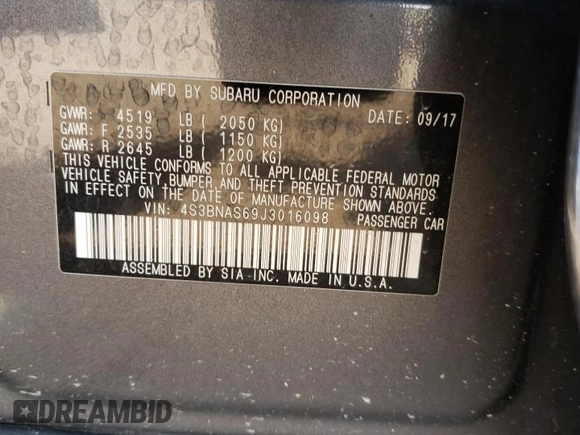 MFD BY SUBARU CORPORATION
GVWR: 4519 LB ( 2050 KG) DATE: 09/17
GAWR: F 2535 LB ( 1150 KG)
GAWR: R 2645 LB ( 1200 KG)
THIS VEHICLE CONFORMS TO ALL APPLICABLE FEDERAL MOTOR
VEHICLE SAFETY, BUMPER, AND THEFT PREVENTION STANDARDS
IN EFFECT ON THE DATE OF MANUFACTURE SHOWN ABOVE.
VIN: 4S3BNAS69J3016098 PASSENGER CAR
ASSEMBLED BY SIA INC. MADE IN U.S.A.
DREAMBID